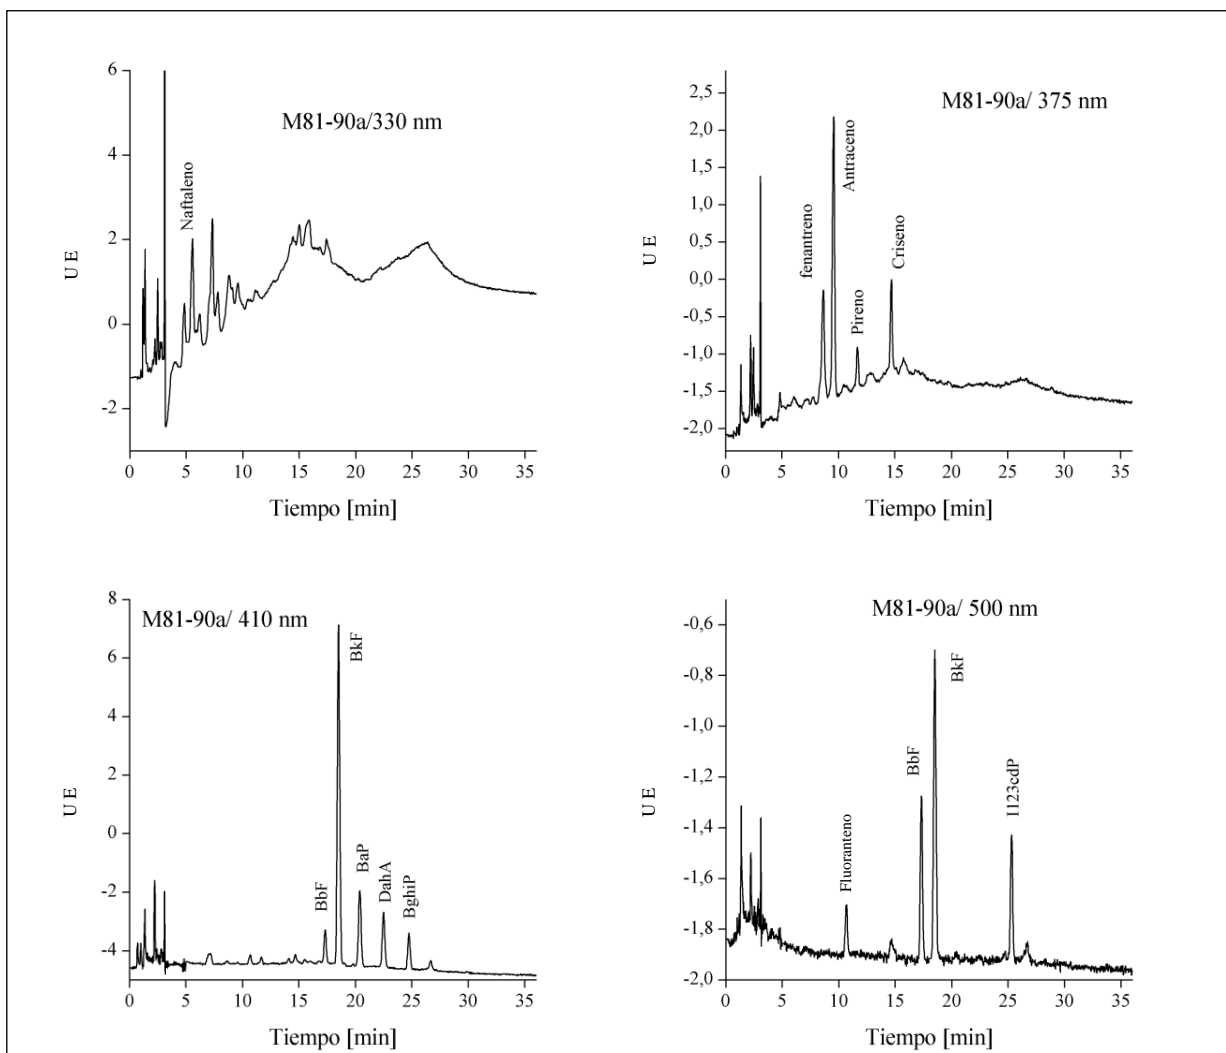 M81-90a/330 nm
Naftaleno
U E
6
4
2
0
-2
0 5 10 15 20 25 30 35
Tiempo [min]
M81-90a/ 375 nm
fenantreno
Antraceno
Pireno
Criseno
U E
2,5
2,0
1,5
1,0
0,5
0,0
-0,5
-1,0
-1,5
-2,0
0 5 10 15 20 25 30 35
Tiempo [min]
M81-90a/ 410 nm
BbF
BkF
BaP
DahA
BghiP
U E
8
6
4
2
0
-2
-4
0 5 10 15 20 25 30 35
Tiempo [min]
M81-90a/ 500 nm
Fluoranteno
BbF
BkF
I123cdP
U E
-0,6
-0,8
-1,0
-1,2
-1,4
-1,6
-1,8
-2,0
0 5 10 15 20 25 30 35
Tiempo [min]